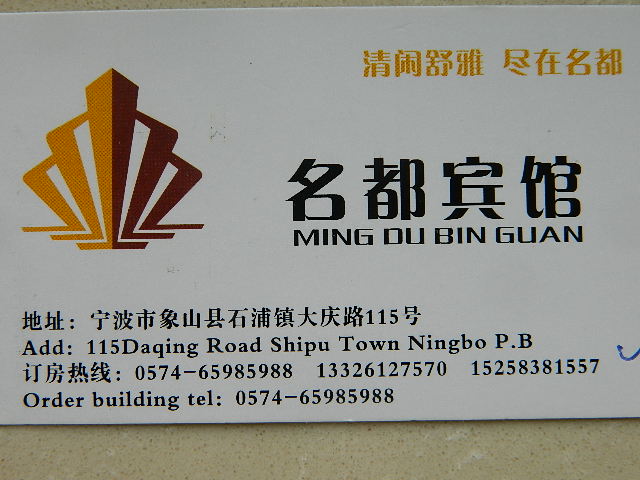 清闲舒雅 尽在名都
名都宾馆
MING DU BIN GUAN
地址：宁波市象山县石浦镇大庆路115号
Add: 115Daqing Road Shipu Town Ningbo P.B
订房热线：0574-65985988 13326127570 15258381557
Order building tel: 0574-65985988